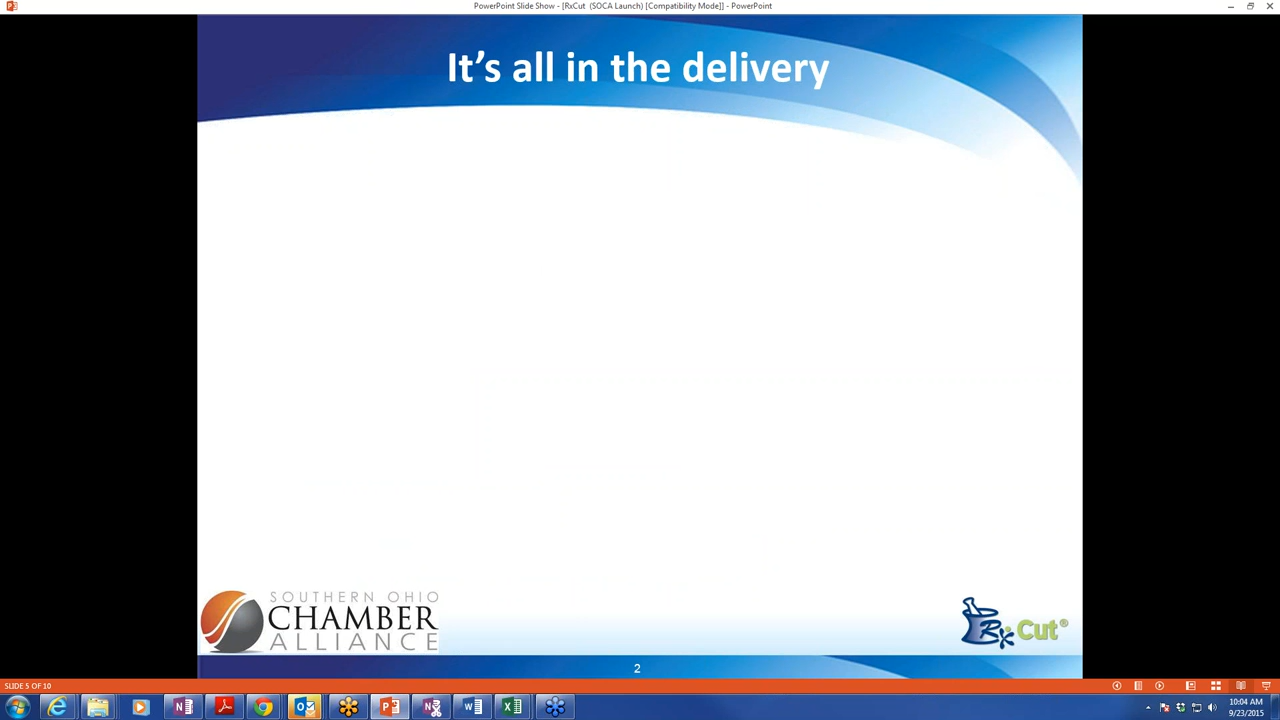 PowerPoint Slide Show - [RxCut  (SOCA Launch) [Compatibility Mode]] - PowerPoint
It's all in the delivery
SOUTHERN OHIO
CHAMBER
ALLIANCE
Rx Cut®
2
SLIDE 5 OF 10
10:04 AM
9/23/2015